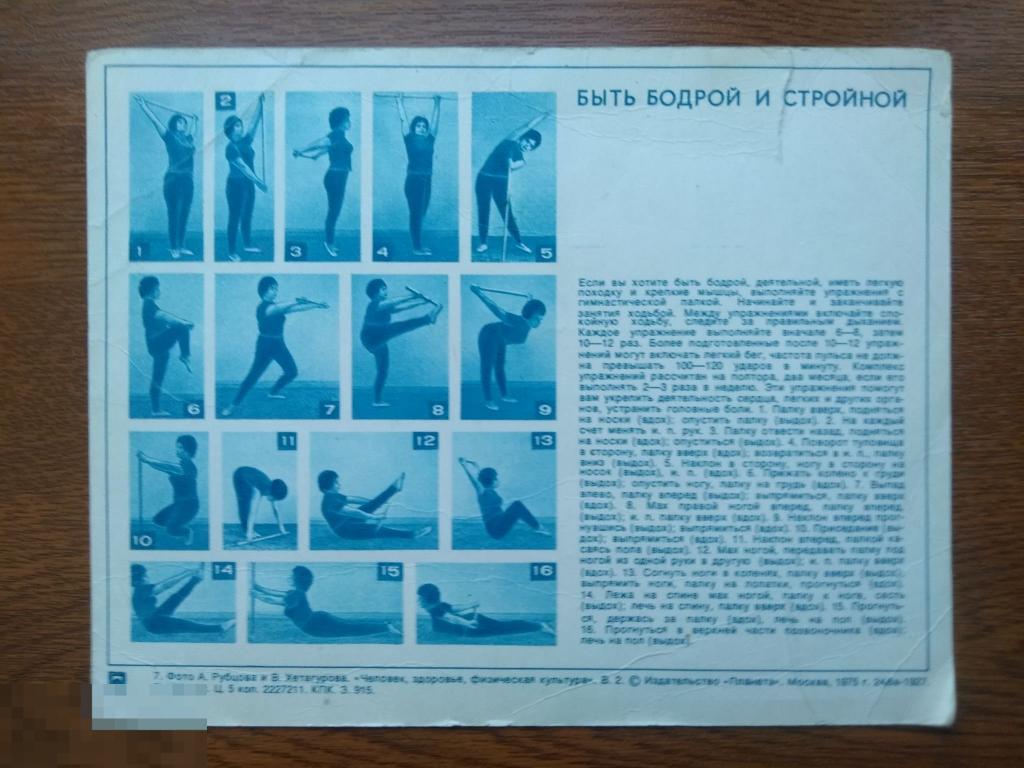 БЫТЬ БОДРОЙ И СТРОЙНОЙ
1
2
3
4
5
6
7
8
9
10
11
12
13
14
15
16
Если вы хотите быть бодрой, деятельной, иметь легкую
походку и крепкие мышцы, выполняйте упражнения с
гимнастической палкой. Начинайте и заканчивайте
занятия ходьбой. Между упражнениями включайте спо-
койную ходьбу, следите за правильным дыханием.
Каждое упражнение выполняйте вначале 6—8, затем
10—12 раз. Более подготовленные после 10—12 упраж-
нений могут включать легкий бег, частота пульса не долж-
на превышать 100—120 ударов в минуту. Комплекс
упражнений рассчитан на полтора, два месяца, если его
выполнять 2—3 раза в неделю. Эти упражнения помогут
вам укрепить деятельность сердца, легких и других орга-
нов, устранить головные боли. 1. Палку вверх, подняться
на носки (вдох); опустить палку (выдох). 2. На каждый
счет менять и. п. рук. 3. Палку отвести назад, подняться
на носки (вдох); опуститься (выдох). 4. Поворот туловища
в сторону, палку вверх (вдох); возвратиться в и. п., палку
вниз (выдох). 5. Наклон в сторону, ногу в сторону на
носок (выдох), и. п. (вдох). 6. Прижать колено к груди
(выдох); опустить ногу, палку на грудь (вдох). 7. Выпад
влево, палку вперед (выдох); выпрямиться, палку вверх
(вдох). 8. Мах правой ногой вперед, палку вперед,
(выдох); и. п. палку вверх (вдох). 9. Наклон вперед прог-
нувшись (выдох); выпрямиться (вдох). 10. Приседание (вы-
дох); выпрямиться (вдох). 11. Наклон вперед, палкой ка-
саясь пола (выдох). 12. Мах ногой, передавать палку под
ногой из одной руки в другую (выдох); и. п. палку вверх
(вдох). 13. Согнуть ноги в коленях, палку вверх (выдох);
выпрямить ноги, палку на лопатки, прогнуться (вдох).
14. Лежа на спине мах ногой, палку к ноге, сесть
(выдох); лечь на спину, палку вверх (вдох). 15. Прогнуть-
ся, держась за палку (вдох), лечь на пол (выдох).
16. Прогнуться в верхней части позвоночника (вдох);
лечь на пол (выдох).
7. Фото А. Рубцова и В. Хетагурова. «Человек, здоровье, физическая культура». В. 2. © Издательство «Планета». Москва, 1975 г.
Ц. 5 коп. 2227211. КПК. З. 915.